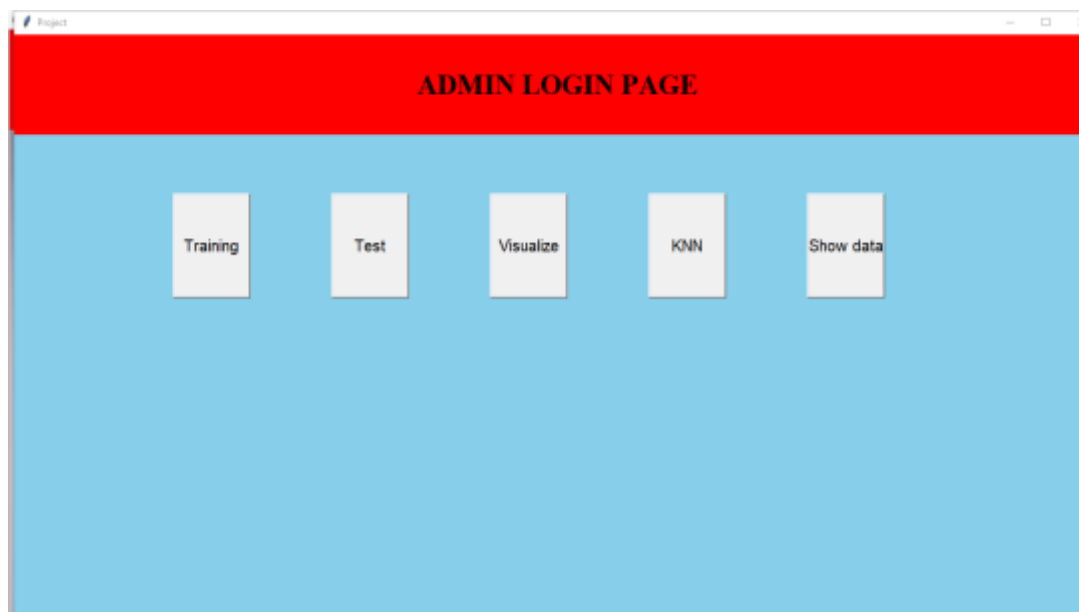 Project
ADMIN LOGIN PAGE
Training
Test
Visualize
KNN
Show data